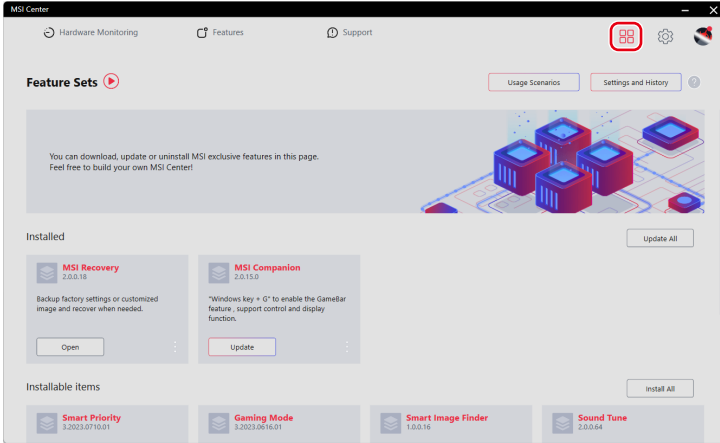 MSI Center
Hardware Monitoring
Features
Support
Feature Sets
Usage Scenarios
Settings and History
?
You can download, update or uninstall MSI exclusive features in this page.
Feel free to build your own MSI Center!
Installed
Update All
MSI Recovery
2.0.0.18
Backup factory settings or customized
image and recover when needed.
Open
MSI Companion
2.0.15.0
"Windows key + G" to enable the GameBar
feature , support control and display
function.
Update
Installable items
Install All
Smart Priority
3.2023.0710.01
Gaming Mode
3.2023.0616.01
Smart Image Finder
1.0.0.16
Sound Tune
2.0.0.64